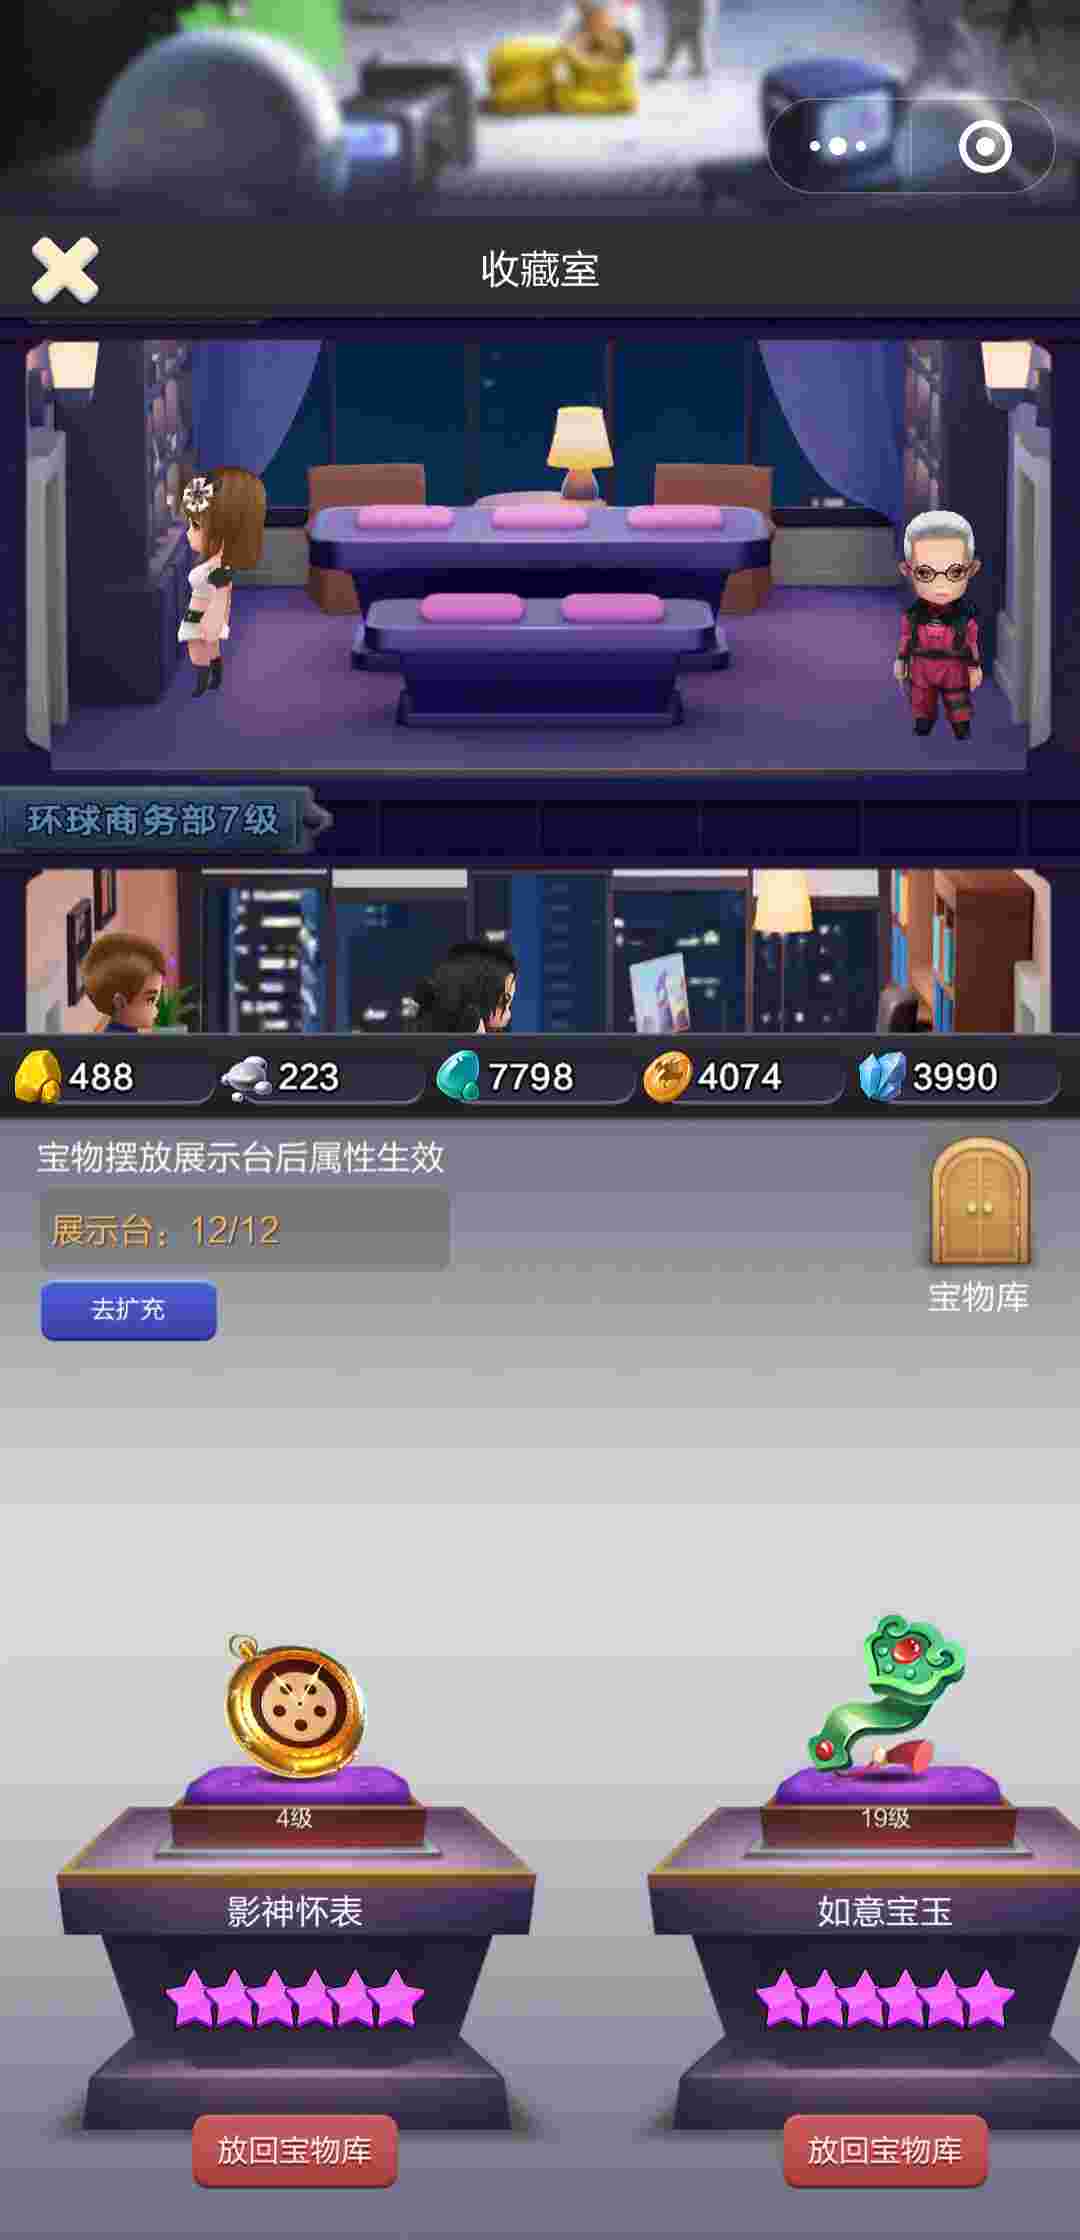 收藏室
环球商务部7级
488 223 7798 4074 3990
宝物摆放展示台后属性生效
展示台：12/12
去扩充
宝物库
4级 19级
影神怀表 如意宝玉
放回宝物库 放回宝物库